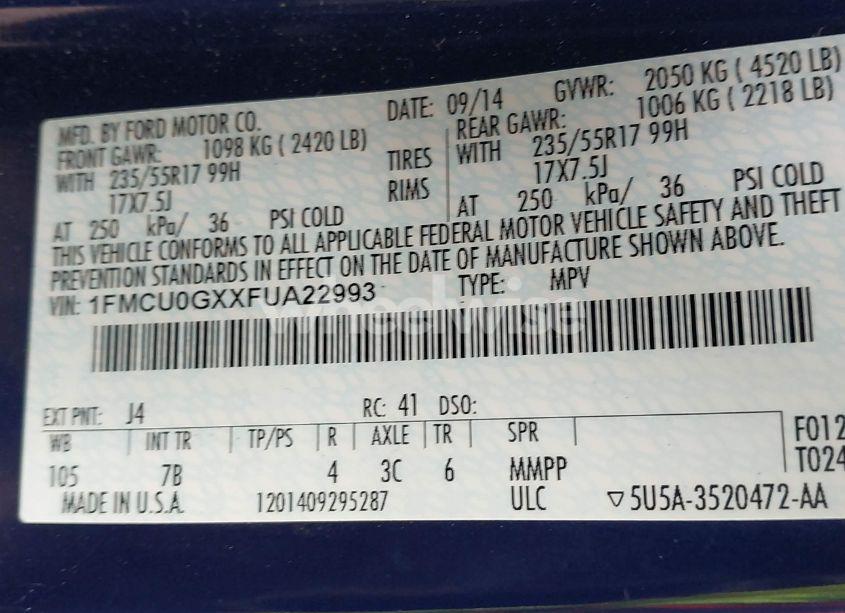 MFD. BY FORD MOTOR CO. DATE: 09/14 GVWR: 2050 KG ( 4520 LB)
FRONT GAWR: 1098 KG ( 2420 LB) REAR GAWR: 1006 KG ( 2218 LB)
WITH 235/55R17 99H TIRES WITH 235/55R17 99H
17X7.5J RIMS 17X7.5J
AT 250 kPa/ 36 PSI COLD AT 250 kPa/ 36 PSI COLD
THIS VEHICLE CONFORMS TO ALL APPLICABLE FEDERAL MOTOR VEHICLE SAFETY AND THEFT
PREVENTION STANDARDS IN EFFECT ON THE DATE OF MANUFACTURE SHOWN ABOVE.
VIN: 1FMCU0GXXFUA22993 TYPE: MPV
wheelwise
EXT PNT: J4 RC: 41 DSO:
WB INT TR TP/PS R AXLE TR SPR F012
105 7B 4 3C 6 MMPP T024
MADE IN U.S.A. 1201409295287 ULC ▽5U5A-3520472-AA